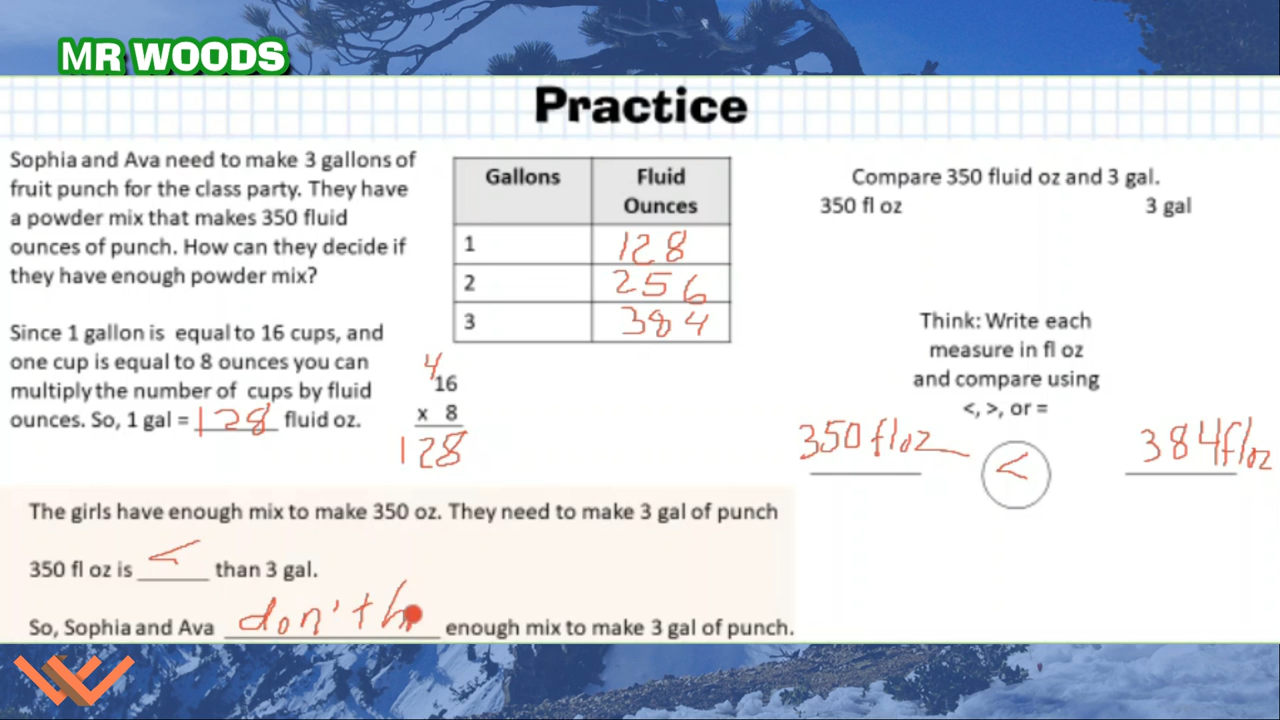 MR WOODS
Practice
Sophia and Ava need to make 3 gallons of
fruit punch for the class party. They have
a powder mix that makes 350 fluid
ounces of punch. How can they decide if
they have enough powder mix?
Since 1 gallon is equal to 16 cups, and
one cup is equal to 8 ounces you can
multiply the number of cups by fluid
ounces. So, 1 gal = 128 fluid oz.
4
16
x 8
128
Gallons Fluid Ounces
1 128
2 256
3 384
Compare 350 fluid oz and 3 gal.
350 fl oz 3 gal
Think: Write each
measure in fl oz
and compare using
<, >, or =
350 fl oz < 384 fl oz
The girls have enough mix to make 350 oz. They need to make 3 gal of punch
350 fl oz is < than 3 gal.
So, Sophia and Ava don't h enough mix to make 3 gal of punch.